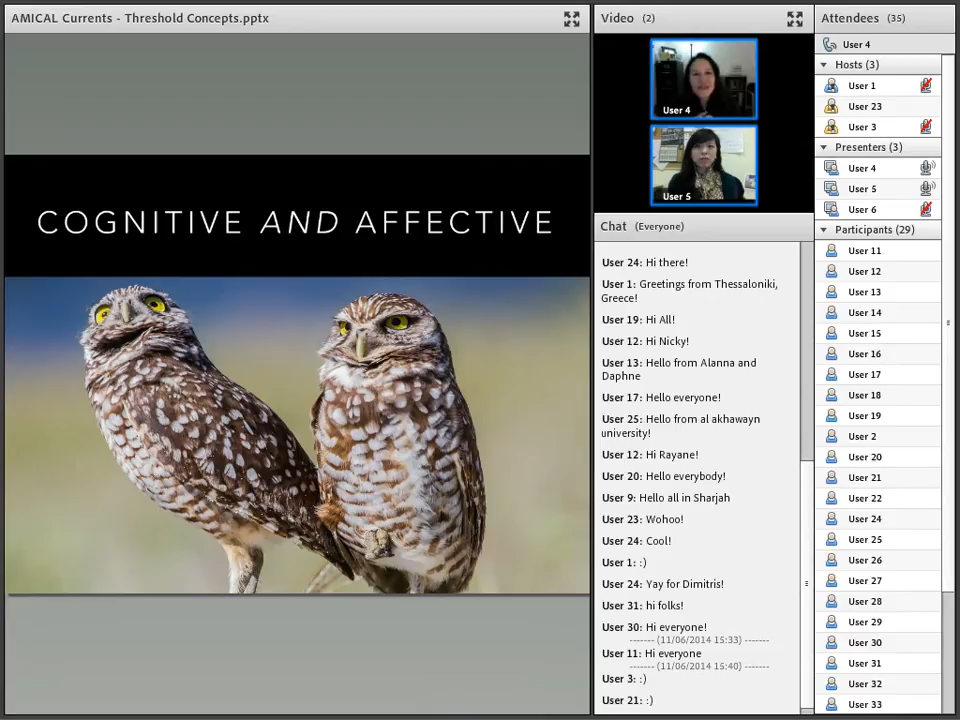 AMICAL Currents - Threshold Concepts.pptx
COGNITIVE AND AFFECTIVE
Video (2)
User 4
User 5
Chat (Everyone)
User 24: Hi there!
User 1: Greetings from Thessaloniki,
Greece!
User 19: Hi All!
User 12: Hi Nicky!
User 13: Hello from Alanna and
Daphne
User 17: Hello everyone!
User 25: Hello from al akhawayn
university!
User 12: Hi Rayane!
User 20: Hello everybody!
User 9: Hello all in Sharjah
User 23: Wohoo!
User 24: Cool!
User 1: :)
User 24: Yay for Dimitris!
User 31: hi folks!
User 30: Hi everyone!
------- (11/06/2014 15:33) -------
User 11: Hi everyone
------- (11/06/2014 15:40) -------
User 3: :)
User 21: :)
Attendees (35)
User 4
Hosts (3)
User 1
User 23
User 3
Presenters (3)
User 4
User 5
User 6
Participants (29)
User 11
User 12
User 13
User 14
User 15
User 16
User 17
User 18
User 19
User 2
User 20
User 21
User 22
User 24
User 25
User 26
User 27
User 28
User 29
User 30
User 31
User 32
User 33